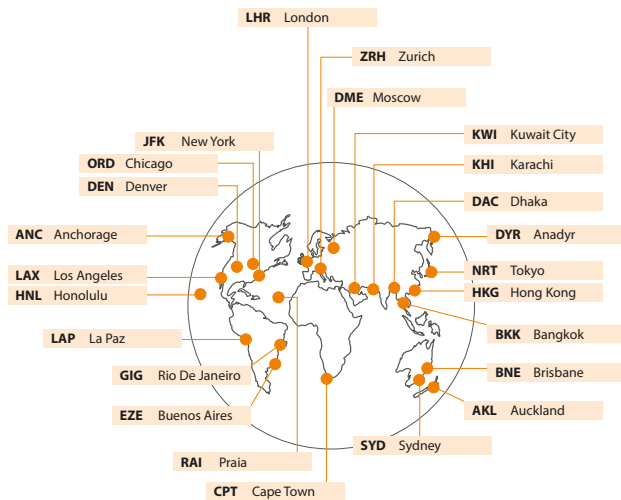 LHR London
ZRH Zurich
DME Moscow
JFK New York
KWI Kuwait City
ORD Chicago
KHI Karachi
DEN Denver
DAC Dhaka
ANC Anchorage
DYR Anadyr
LAX Los Angeles
NRT Tokyo
HNL Honolulu
HKG Hong Kong
LAP La Paz
BKK Bangkok
GIG Rio De Janeiro
BNE Brisbane
EZE Buenos Aires
AKL Auckland
SYD Sydney
RAI Praia
CPT Cape Town